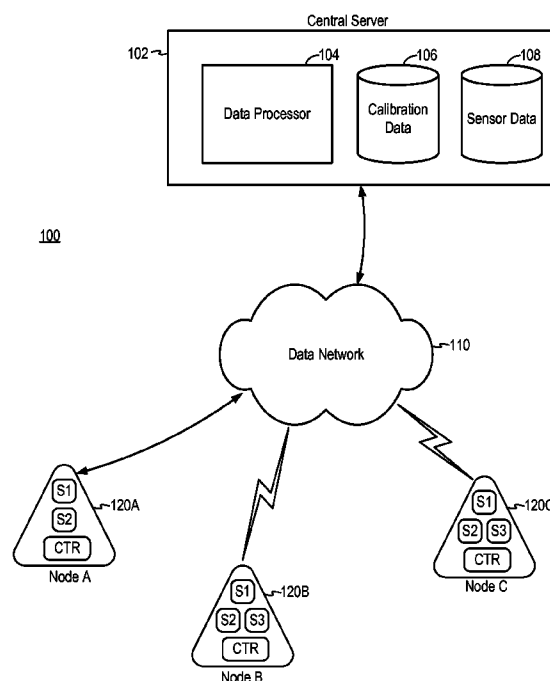 Central Server
102
104
106
108
Data Processor
Calibration
Data
Sensor Data
100
Data Network
110
S1
S2
CTR
120A
Node A
S1
S2 S3
CTR
120B
Node B
S1
S2 S3
CTR
120C
Node C